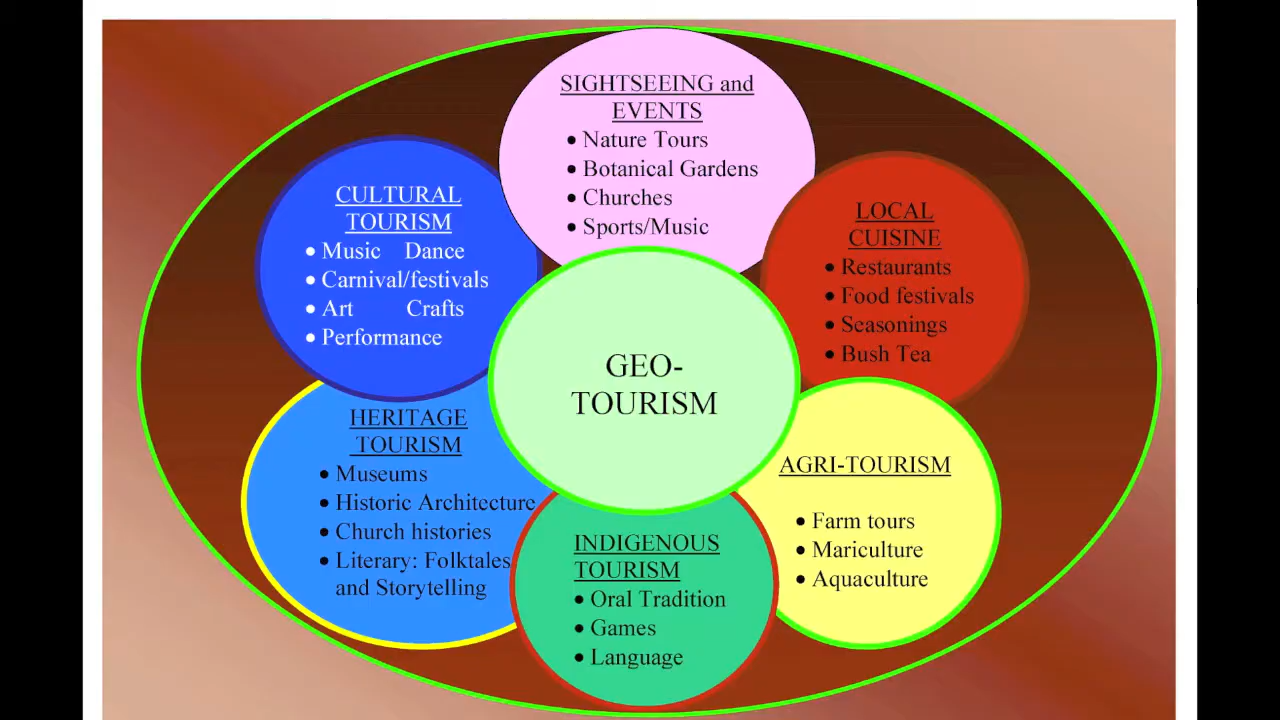 SIGHTSEEING and
EVENTS
• Nature Tours
• Botanical Gardens
• Churches
• Sports/Music
CULTURAL
TOURISM
• Music Dance
• Carnival/festivals
• Art Crafts
• Performance
LOCAL
CUISINE
• Restaurants
• Food festivals
• Seasonings
• Bush Tea
GEO-
TOURISM
HERITAGE
TOURISM
• Museums
• Historic Architecture
• Church histories
• Literary: Folktales
and Storytelling
AGRI-TOURISM
• Farm tours
• Mariculture
• Aquaculture
INDIGENOUS
TOURISM
• Oral Tradition
• Games
• Language